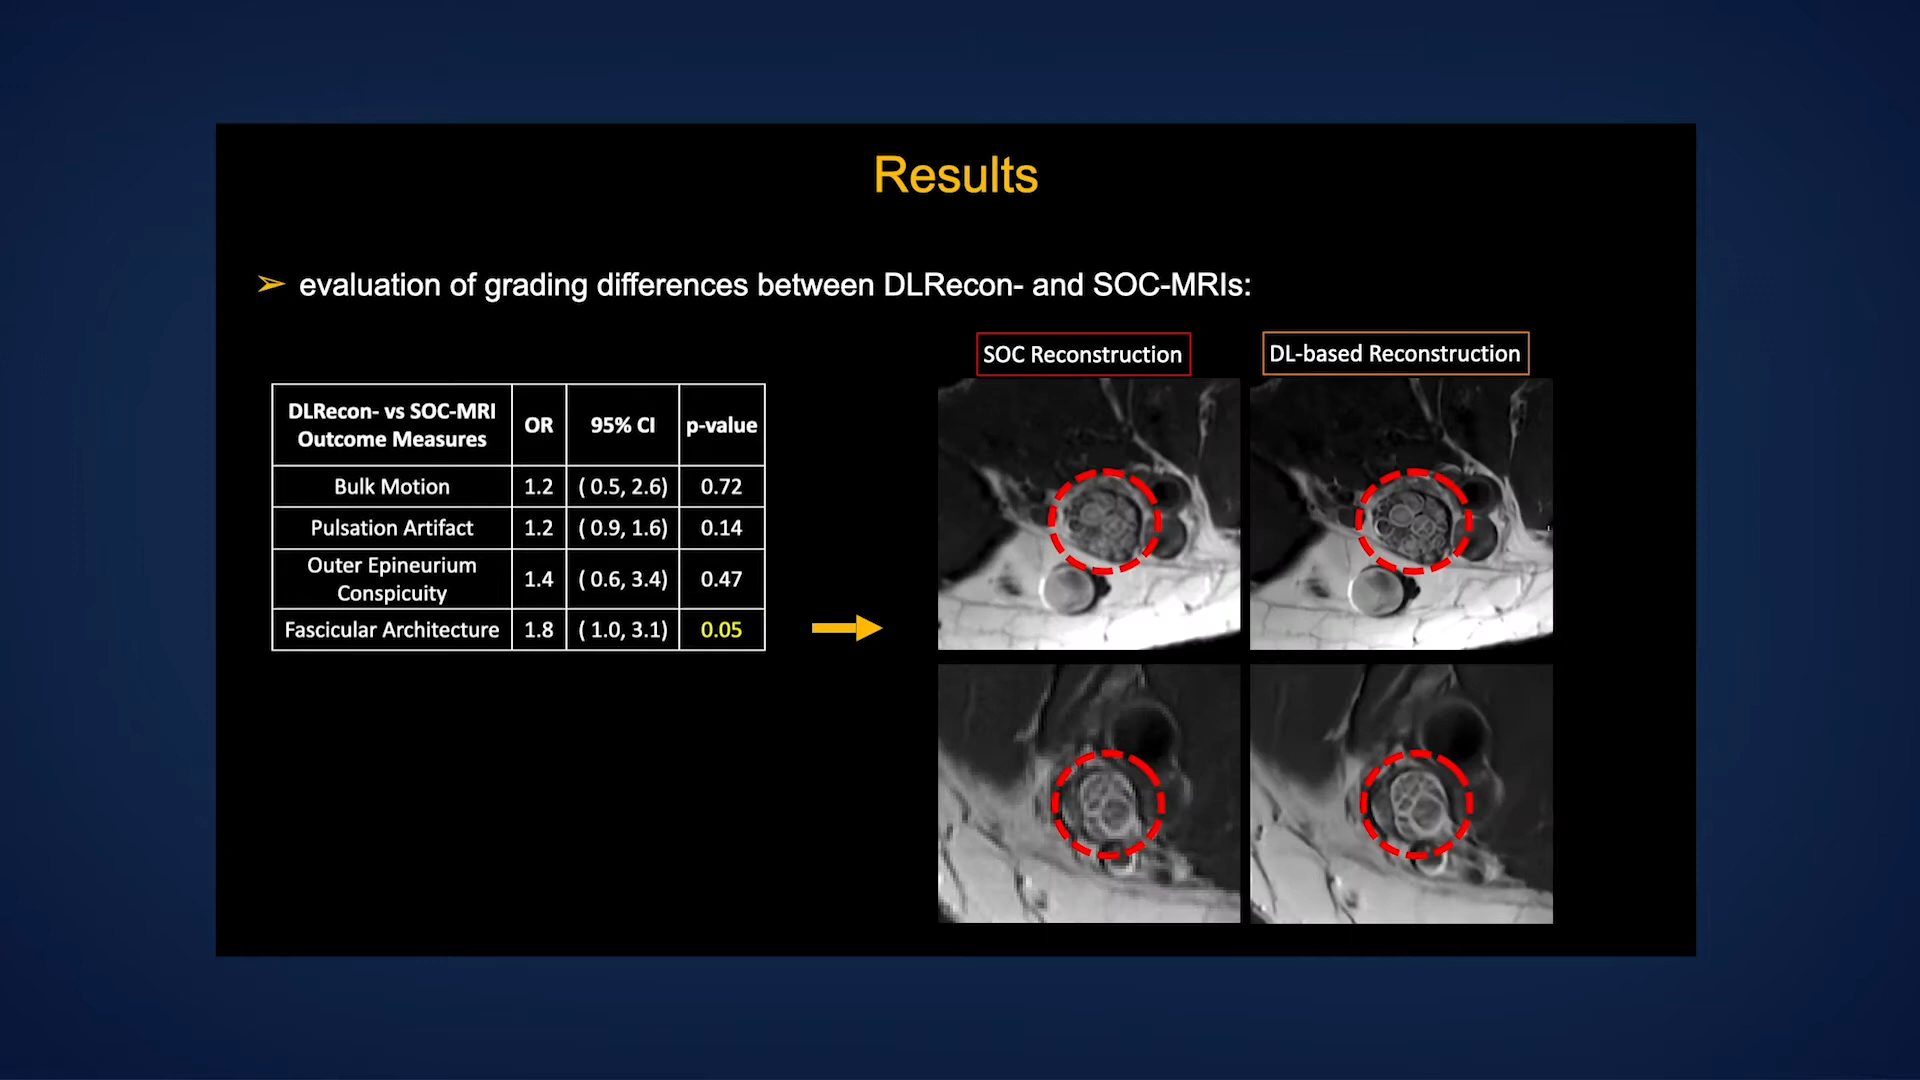 Results
➢ evaluation of grading differences between DLRecon- and SOC-MRIs:
SOC Reconstruction
DL-based Reconstruction
DLRecon- vs SOC-MRI
Outcome Measures
OR
95% CI
p-value
Bulk Motion 1.2 ( 0.5, 2.6) 0.72
Pulsation Artifact 1.2 ( 0.9, 1.6) 0.14
Outer Epineurium
Conspicuity
1.4 ( 0.6, 3.4) 0.47
Fascicular Architecture 1.8 ( 1.0, 3.1) 0.05